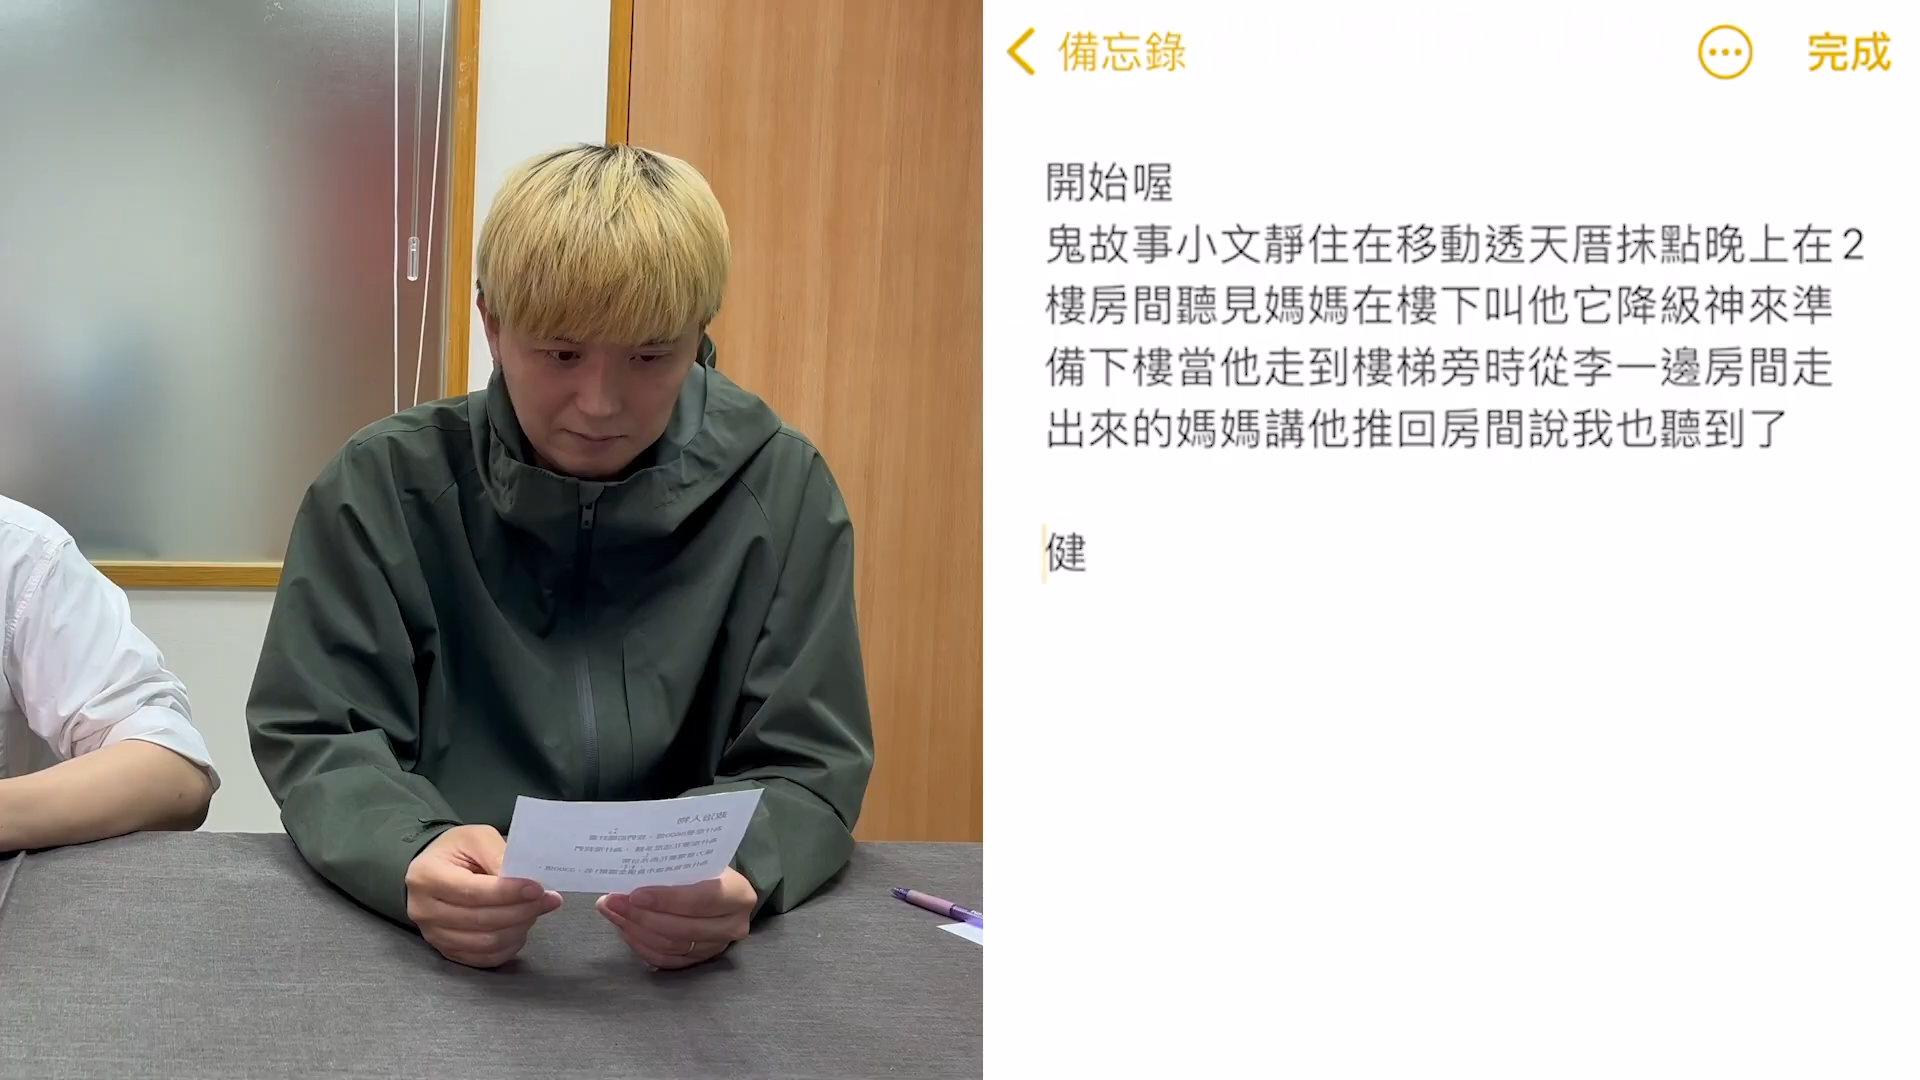 備忘錄
完成
開始喔
鬼故事小文靜住在移動透天厝抹點晚上在2
樓房間聽見媽媽在樓下叫他它降級神來準
備下樓當他走到樓梯旁時從李一邊房間走
出來的媽媽講他推回房間說我也聽到了
健
政治人物